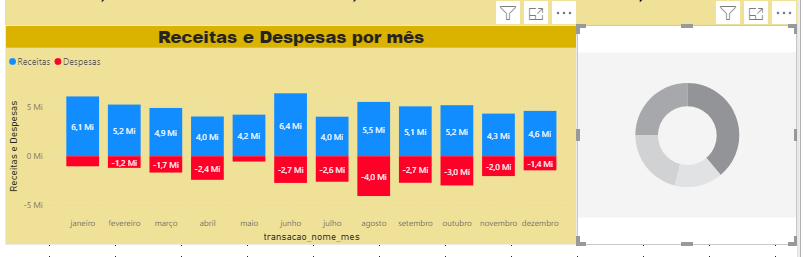 Receitas e Despesas por mês
Receitas Despesas
Receitas e Despesas
5 Mi
0 Mi
-5 Mi
6,1 Mi 5,2 Mi 4,9 Mi 4,0 Mi 4,2 Mi 6,4 Mi 4,0 Mi 5,5 Mi 5,1 Mi 5,2 Mi 4,3 Mi 4,6 Mi
-1,2 Mi -1,7 Mi -2,4 Mi -2,7 Mi -2,6 Mi -4,0 Mi -2,7 Mi -3,0 Mi -2,0 Mi -1,4 Mi
janeiro fevereiro março abril maio junho julho agosto setembro outubro novembro dezembro
transacao_nome_mes